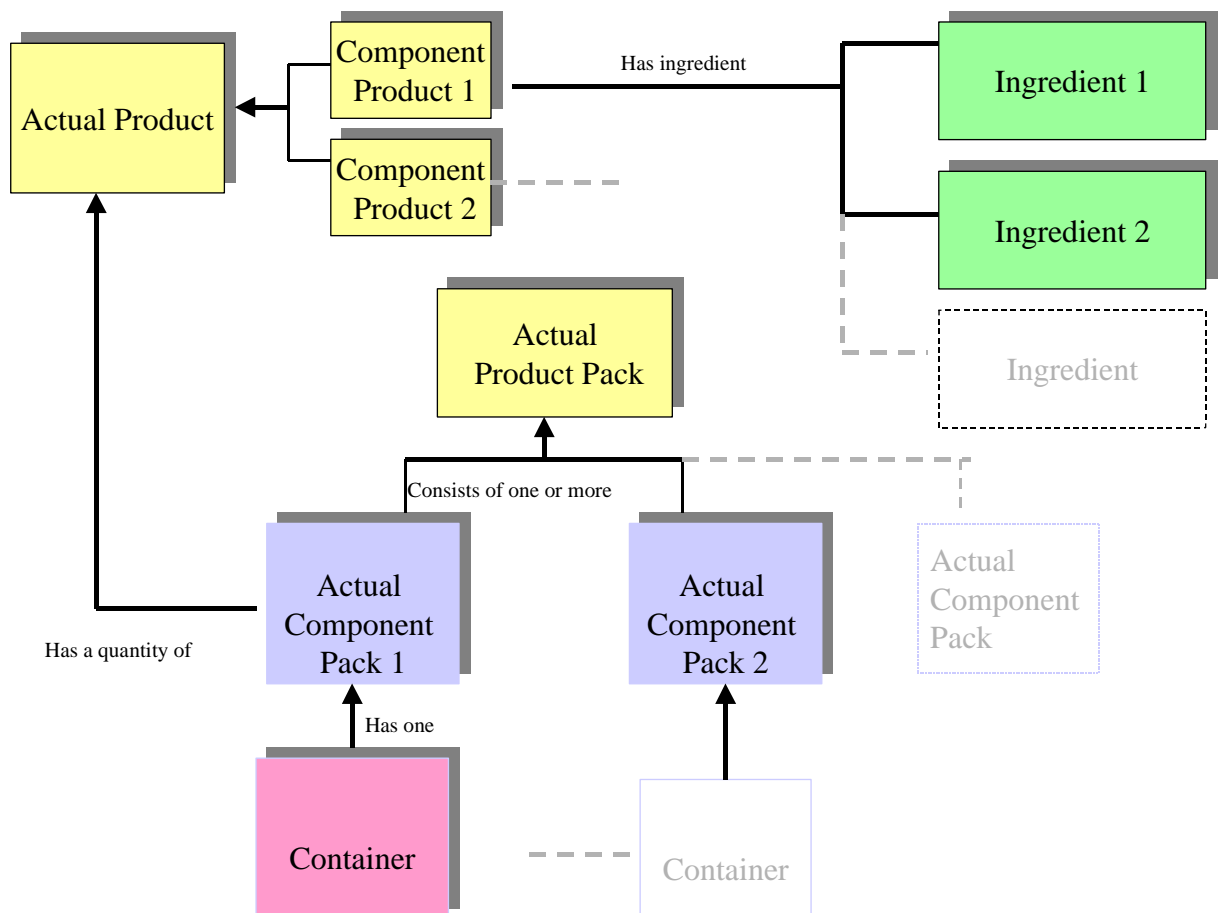 Component
Product 1
Has ingredient
Ingredient 1
Actual Product
Component
Product 2
Ingredient 2
Actual
Product Pack
Ingredient
Consists of one or more
Actual
Component
Pack 1
Actual
Component
Pack 2
Actual
Component
Pack
Has a quantity of
Has one
Container
Container